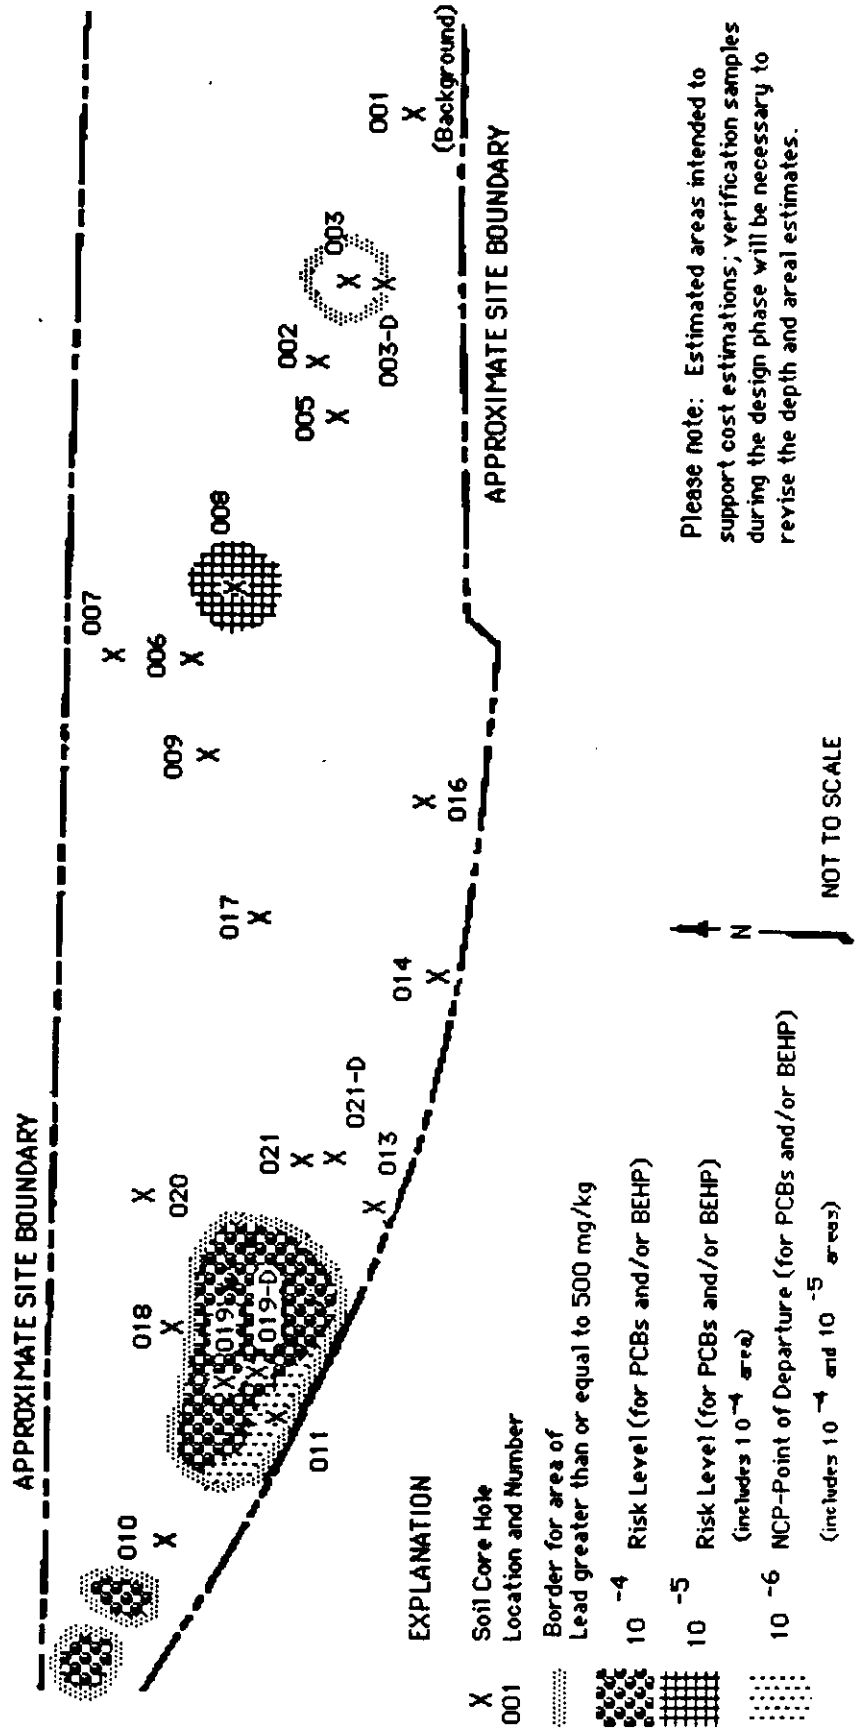 APPROXIMATE SITE BOUNDARY
007
018
020
010
006
009
008
017
019
019-D
021
002
003
001
005
011
021-D
013
014
016
003-D
(Background)
APPROXIMATE SITE BOUNDARY
EXPLANATION
X Soil Core Hole
001 Location and Number
Border for area of
Lead greater than or equal to 500 mg/kg
10 -4 Risk Level (for PCBs and/or BEHP)
10 -5 Risk Level (for PCBs and/or BEHP)
(includes 10 -4 area)
10 -6 NCP-Point of Departure (for PCBs and/or BEHP)
(includes 10 -4 and 10 -5 areas)
N
NOT TO SCALE
Please note: Estimated areas intended to
support cost estimations; verification samples
during the design phase will be necessary to
revise the depth and areal estimates.